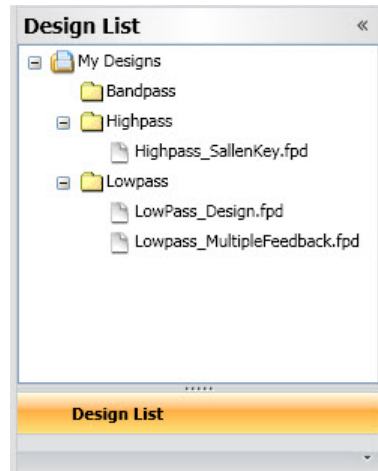 Design List
My Designs
Bandpass
Highpass
Highpass_SallenKey.fpd
Lowpass
LowPass_Design.fpd
Lowpass_MultipleFeedback.fpd
Design List